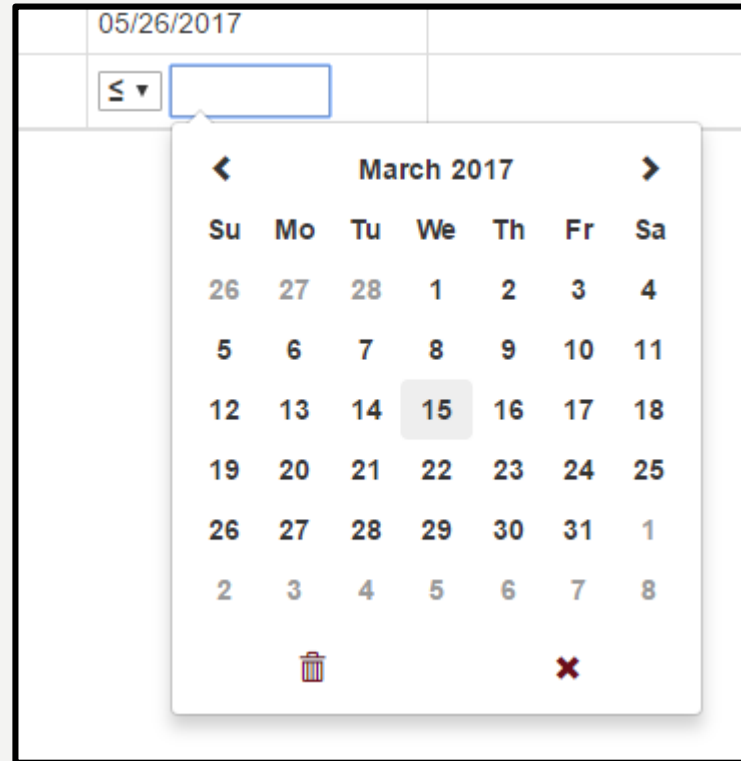 05/26/2017
≤ ▼
March 2017
Su Mo Tu We Th Fr Sa
26 27 28 1 2 3 4
5 6 7 8 9 10 11
12 13 14 15 16 17 18
19 20 21 22 23 24 25
26 27 28 29 30 31 1
2 3 4 5 6 7 8